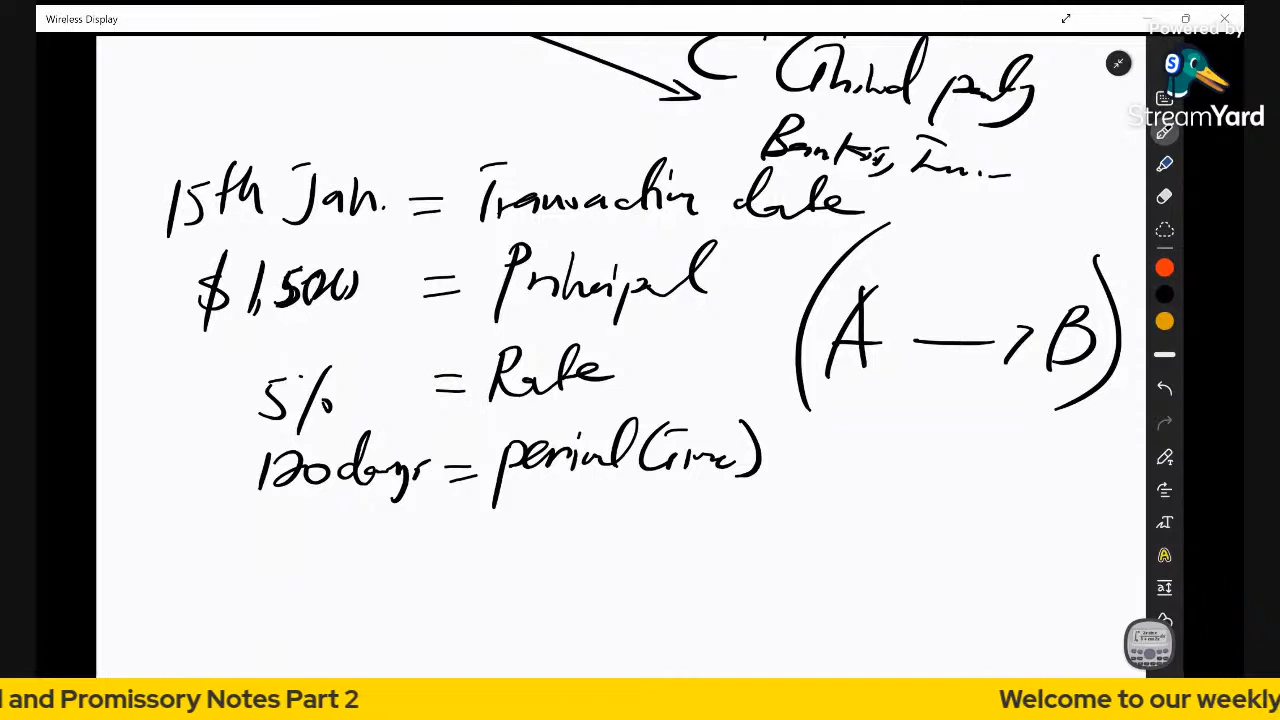 Wireless Display
Powered by
StreamYard
C (Third party
Banks,
15th Jan. = Transaction date
$1,500 = Principal
(A → B)
5% = Rate
120 days = period (Time)
l and Promissory Notes Part 2
Welcome to our weekly